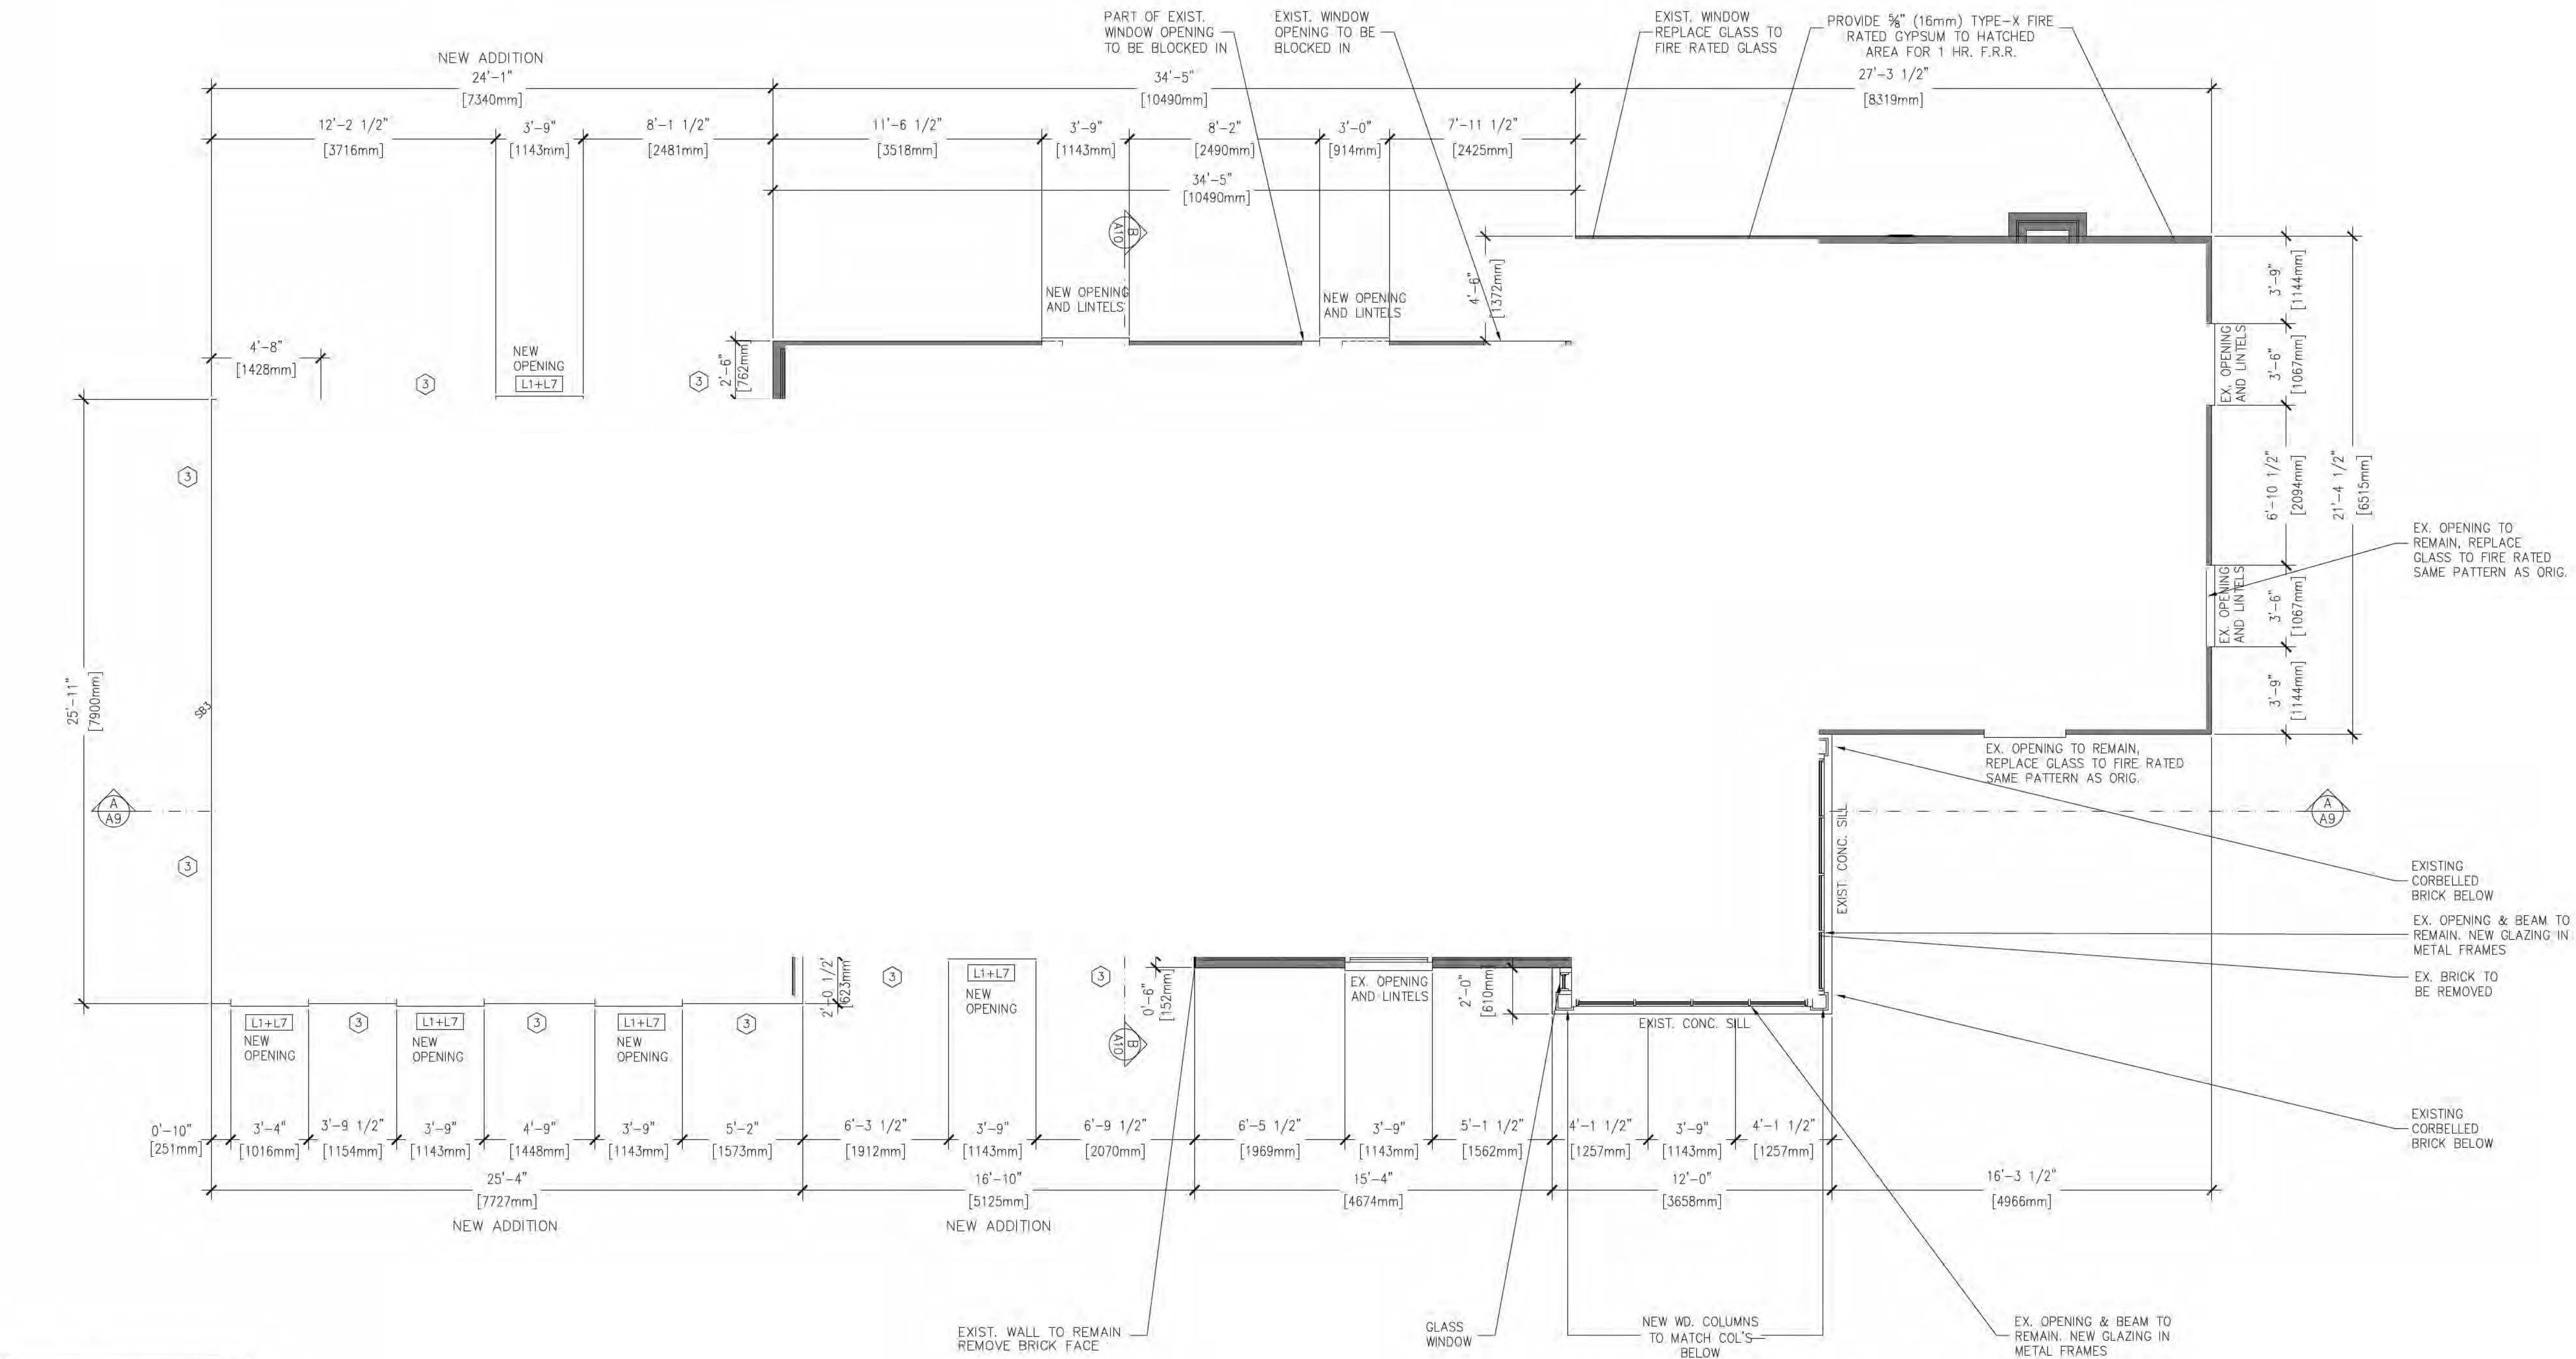 PART OF EXIST.
WINDOW OPENING
TO BE BLOCKED IN
EXIST. WINDOW
OPENING TO BE
BLOCKED IN
EXIST. WINDOW
REPLACE GLASS TO
FIRE RATED GLASS
PROVIDE ⅝" (16mm) TYPE-X FIRE
RATED GYPSUM TO HATCHED
AREA FOR 1 HR. F.R.R.
NEW ADDITION
24'-1"
[7340mm]
34'-5"
[10490mm]
27'-3 1/2"
[8319mm]
12'-2 1/2"
[3716mm]
3'-9"
[1143mm]
8'-1 1/2"
[2481mm]
11'-6 1/2"
[3518mm]
3'-9"
[1143mm]
8'-2"
[2490mm]
3'-0"
[914mm]
7'-11 1/2"
[2425mm]
34'-5"
[10490mm]
B
A10
4'-6"
[1372mm]
NEW OPENING
AND LINTELS
NEW OPENING
AND LINTELS
4'-8"
[1428mm]
3
NEW
OPENING
L1+L7
3
2'-6"
[762mm]
3'-9"
[1144mm]
EX. OPENING
AND LINTELS
3'-6"
[1067mm]
6'-10 1/2"
[2094mm]
21'-4 1/2"
[6515mm]
EX. OPENING
AND LINTELS
3'-6"
[1067mm]
3'-9"
[1144mm]
EX. OPENING TO
REMAIN, REPLACE
GLASS TO FIRE RATED
SAME PATTERN AS ORIG.
3
25'-11"
[7900mm]
SB3
A
A9
3
EX. OPENING TO REMAIN,
REPLACE GLASS TO FIRE RATED
SAME PATTERN AS ORIG.
EXIST. CONC. SILL
A
A9
EXISTING
CORBELLED
BRICK BELOW
EX. OPENING & BEAM TO
REMAIN. NEW GLAZING IN
METAL FRAMES
EX. BRICK TO
BE REMOVED
EXISTING
CORBELLED
BRICK BELOW
2'-0 1/2"
[623mm]
3
L1+L7
NEW
OPENING
3
B
A10
0'-6"
[152mm]
EX. OPENING
AND LINTELS
2'-0"
[610mm]
EXIST. CONC. SILL
L1+L7
NEW
OPENING
3
L1+L7
NEW
OPENING
3
L1+L7
NEW
OPENING
3
0'-10"
[251mm]
3'-4"
[1016mm]
3'-9 1/2"
[1154mm]
3'-9"
[1143mm]
4'-9"
[1448mm]
3'-9"
[1143mm]
5'-2"
[1573mm]
6'-3 1/2"
[1912mm]
3'-9"
[1143mm]
6'-9 1/2"
[2070mm]
6'-5 1/2"
[1969mm]
3'-9"
[1143mm]
5'-1 1/2"
[1562mm]
4'-1 1/2"
[1257mm]
3'-9"
[1143mm]
4'-1 1/2"
[1257mm]
25'-4"
[7727mm]
NEW ADDITION
16'-10"
[5125mm]
NEW ADDITION
15'-4"
[4674mm]
12'-0"
[3658mm]
16'-3 1/2"
[4966mm]
EXIST. WALL TO REMAIN
REMOVE BRICK FACE
GLASS
WINDOW
NEW WD. COLUMNS
TO MATCH COL'S
BELOW
EX. OPENING & BEAM TO
REMAIN. NEW GLAZING IN
METAL FRAMES